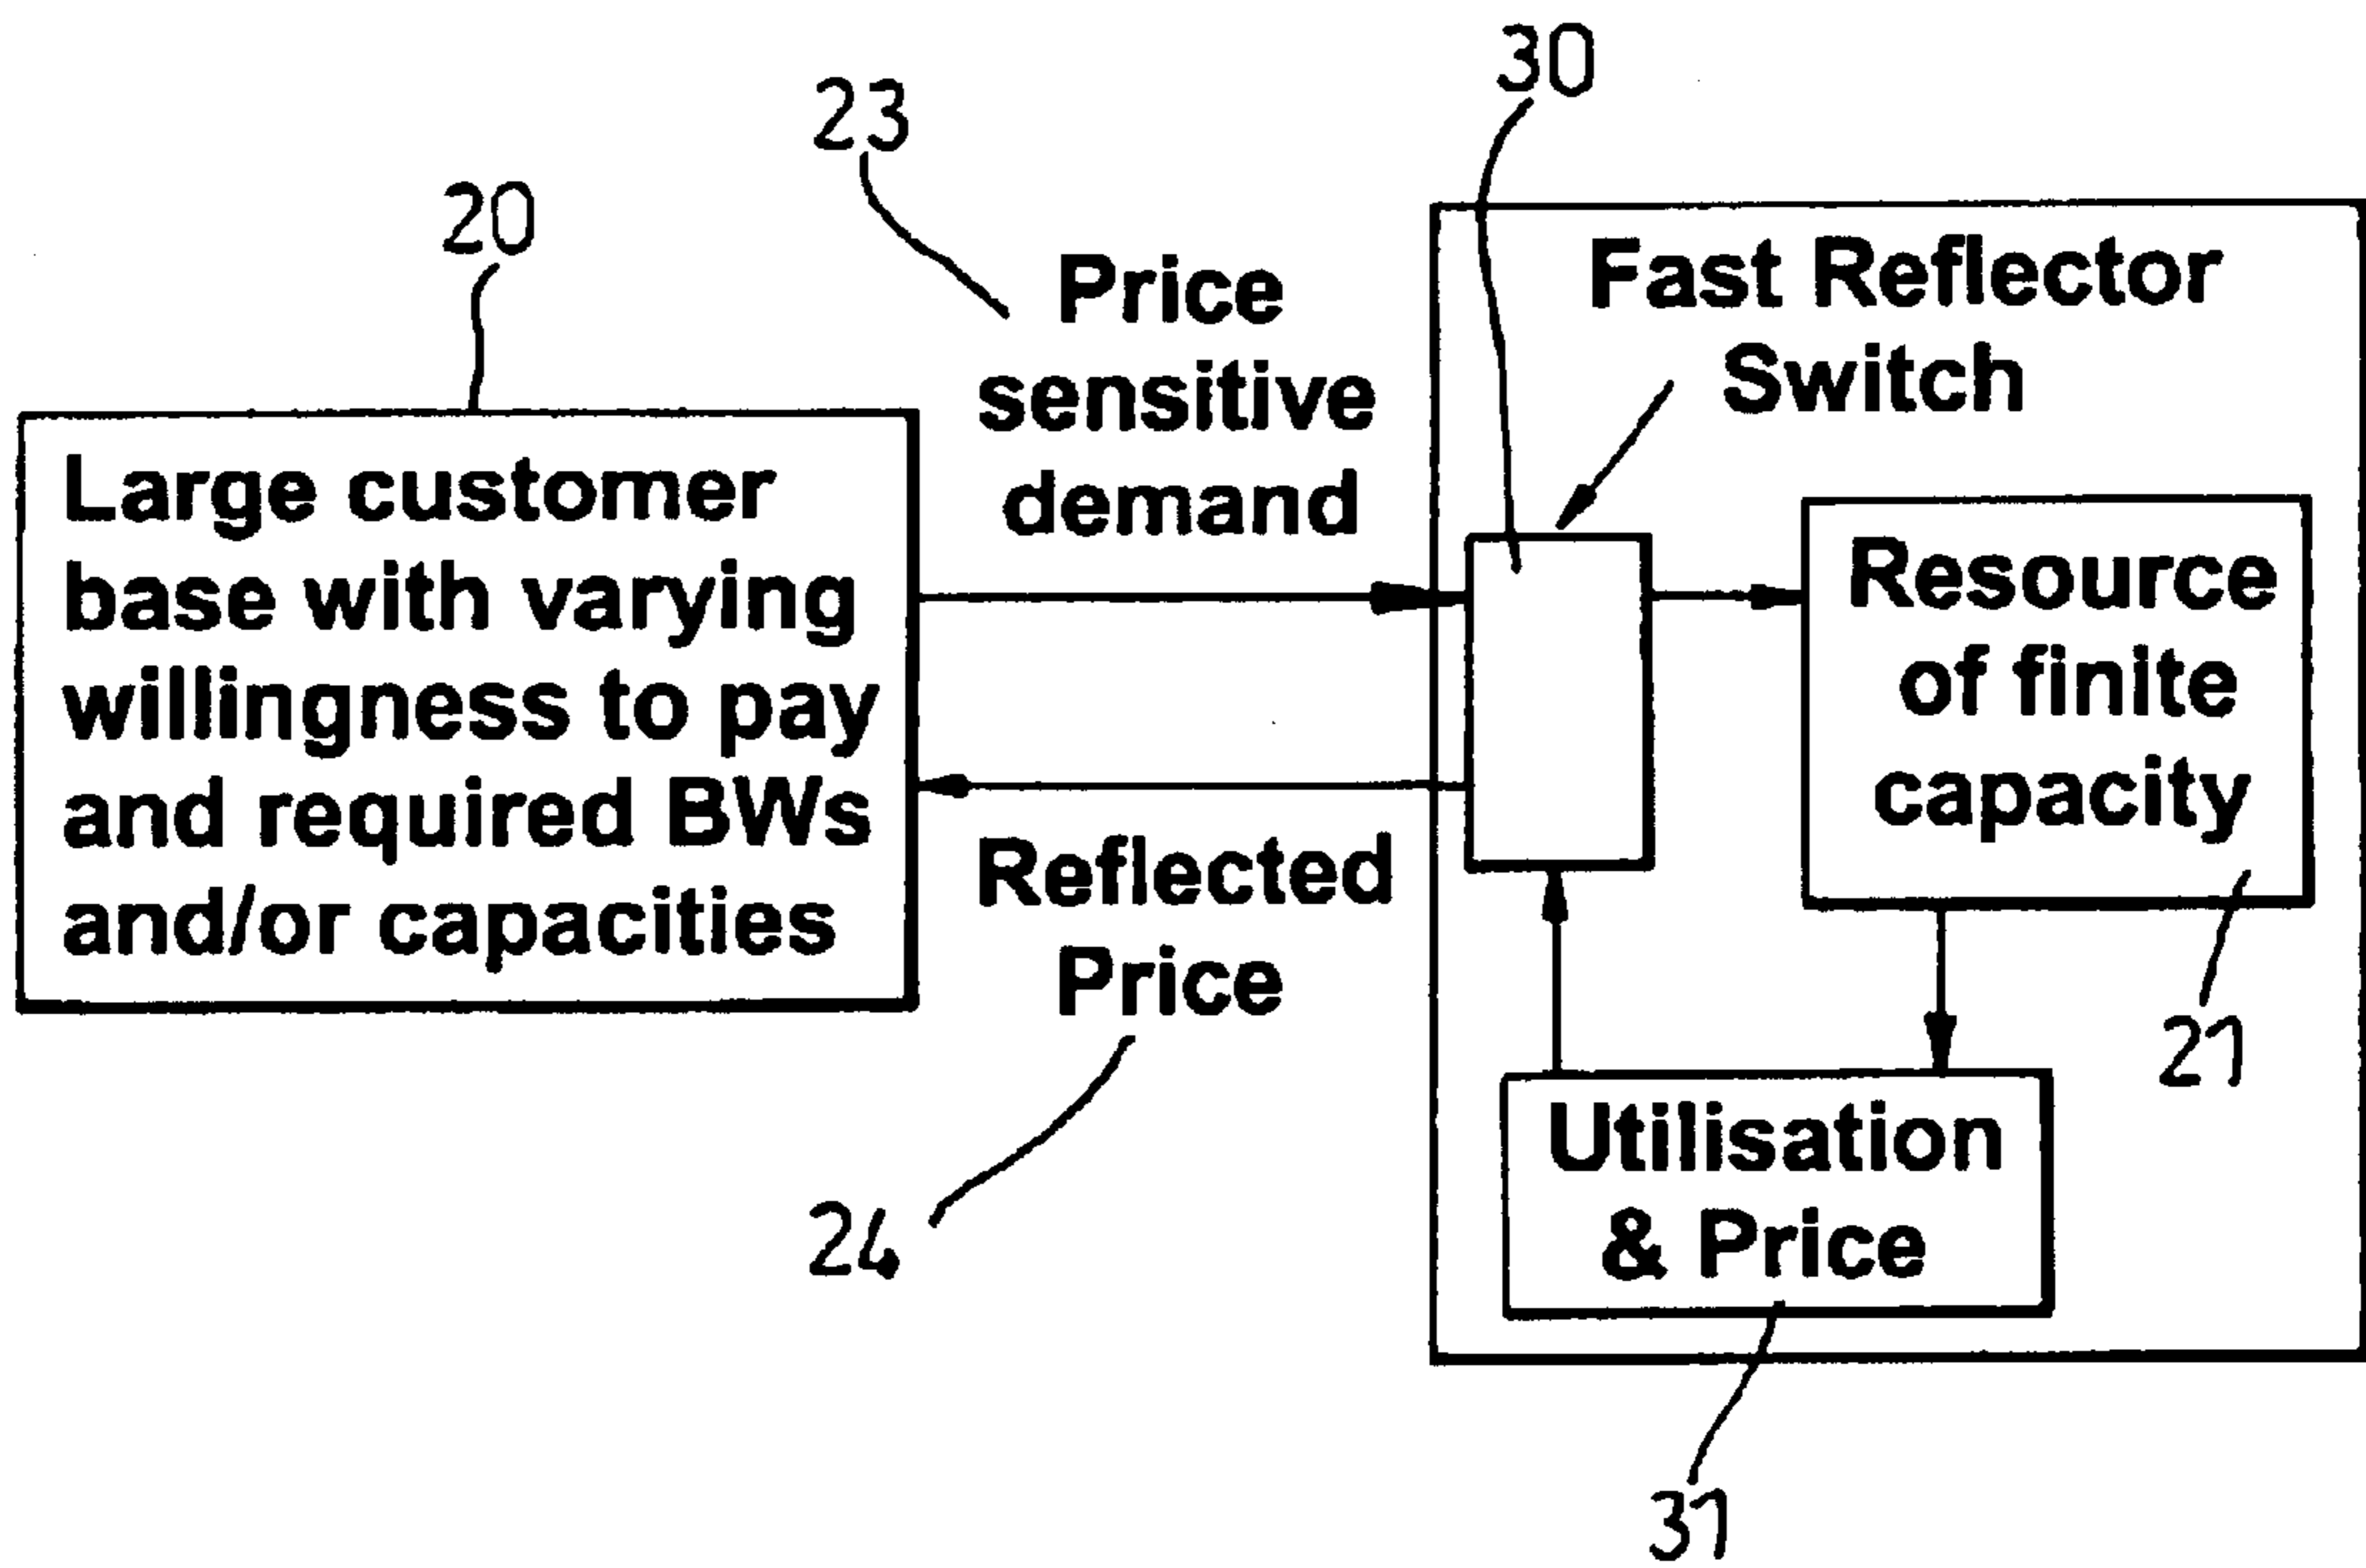 30
23
20
Price
sensitive
demand
Fast Reflector
Switch
Large customer
base with varying
willingness to pay
and required BWs
and/or capacities
Resource
of finite
capacity
Reflected
Price
21
Utilisation
& Price
24
31